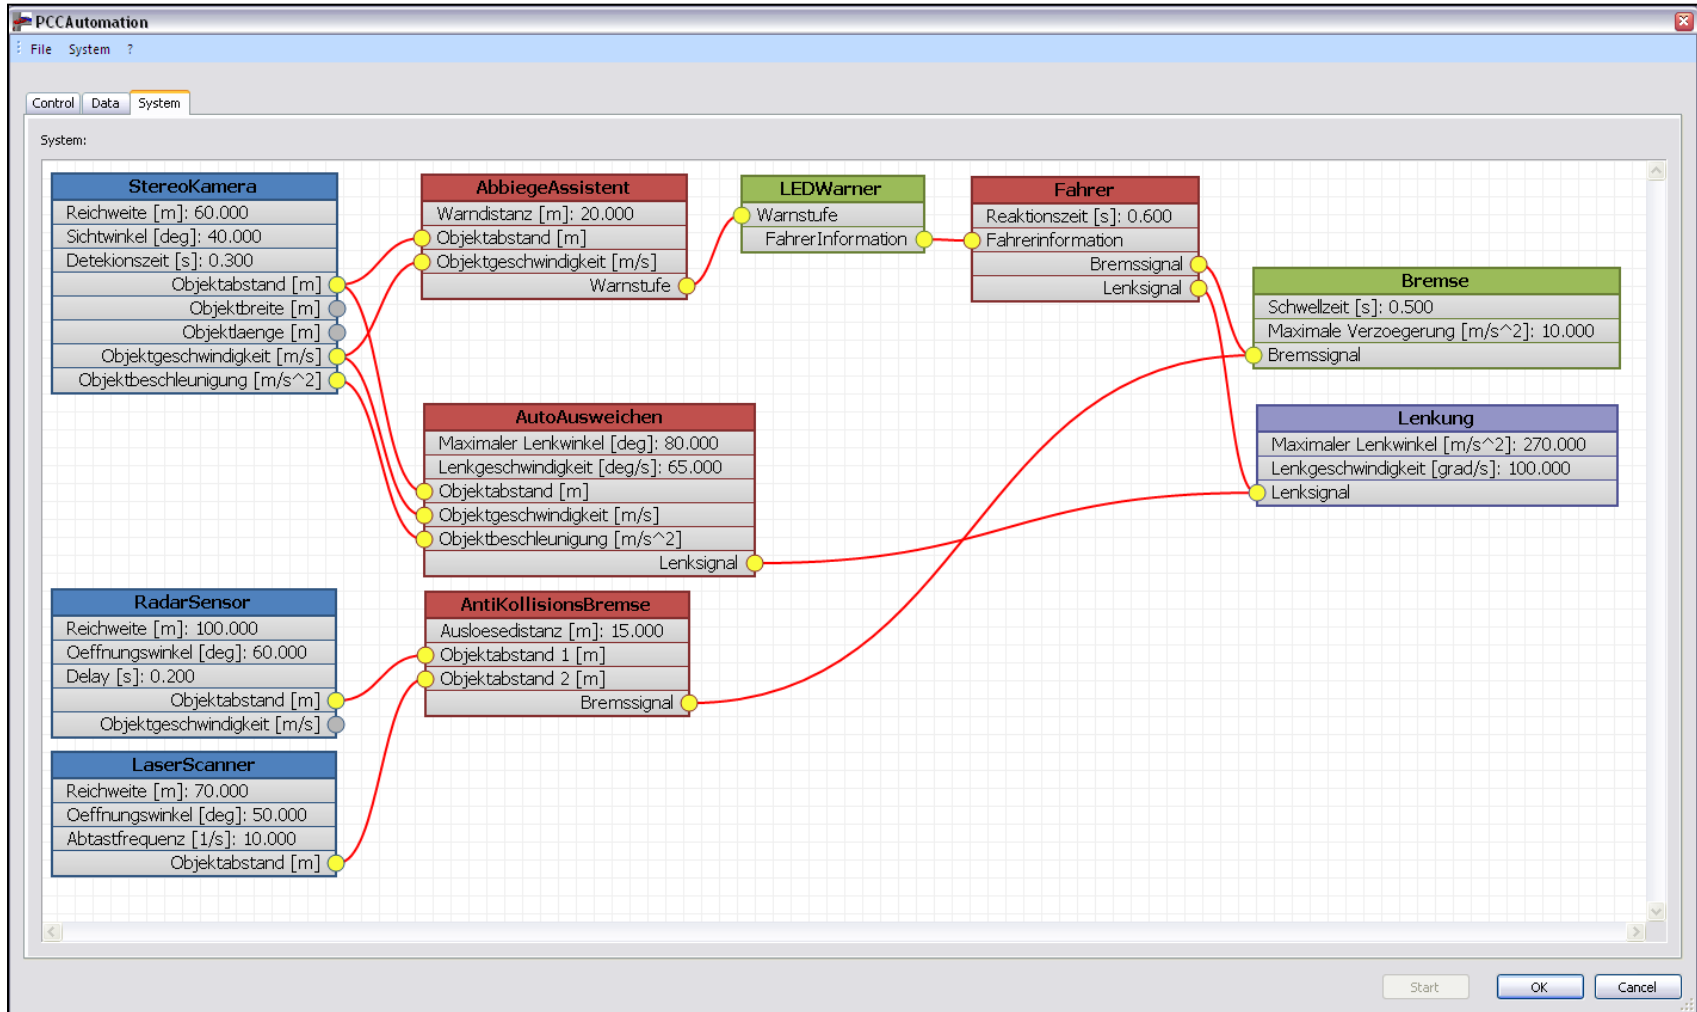 PCCAutomation
File System ?
Control Data System
System:
StereoKamera
Reichweite [m]: 60.000
Sichtwinkel [deg]: 40.000
Detekionszeit [s]: 0.300
Objektabstand [m]
Objektbreite [m]
Objektlaenge [m]
Objektgeschwindigkeit [m/s]
Objektbeschleunigung [m/s^2]
AbbiegeAssistent
Warndistanz [m]: 20.000
Objektabstand [m]
Objektgeschwindigkeit [m/s]
Warnstufe
LEDWarner
Warnstufe
FahrerInformation
Fahrer
Reaktionszeit [s]: 0.600
Fahrerinformation
Bremssignal
Lenksignal
Bremse
Schwellzeit [s]: 0.500
Maximale Verzoegerung [m/s^2]: 10.000
Bremssignal
AutoAusweichen
Maximaler Lenkwinkel [deg]: 80.000
Lenkgeschwindigkeit [deg/s]: 65.000
Objektabstand [m]
Objektgeschwindigkeit [m/s]
Objektbeschleunigung [m/s^2]
Lenksignal
Lenkung
Maximaler Lenkwinkel [m/s^2]: 270.000
Lenkgeschwindigkeit [grad/s]: 100.000
Lenksignal
RadarSensor
Reichweite [m]: 100.000
Oeffnungswinkel [deg]: 60.000
Delay [s]: 0.200
Objektabstand [m]
Objektgeschwindigkeit [m/s]
AntiKollisionsBremse
Ausloesedistanz [m]: 15.000
Objektabstand 1 [m]
Objektabstand 2 [m]
Bremssignal
LaserScanner
Reichweite [m]: 70.000
Oeffnungswinkel [deg]: 50.000
Abtastfrequenz [1/s]: 10.000
Objektabstand [m]
Start OK Cancel